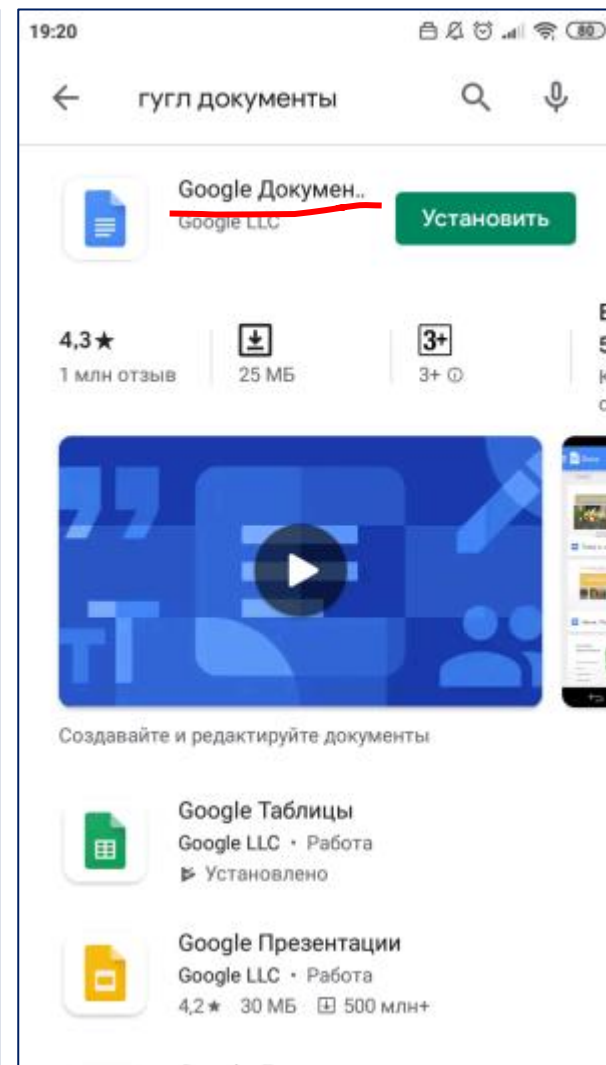 19:20
80
гугл документы
Google Докумен..
Google LLC
Установить
4,3★
1 млн отзыв
25 МБ
3+
3+
Создавайте и редактируйте документы
Google Таблицы
Google LLC • Работа
Установлено
Google Презентации
Google LLC • Работа
4,2★ 30 МБ 500 млн+